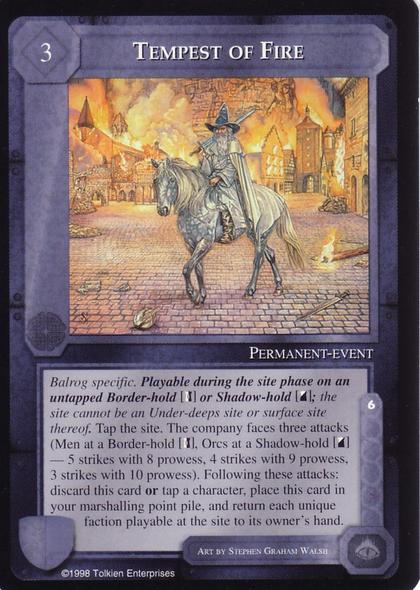 3
TEMPEST OF FIRE
PERMANENT-EVENT
Balrog specific. Playable during the site phase on an
untapped Border-hold [] or Shadow-hold []; the
site cannot be an Under-deeps site or surface site
thereof. Tap the site. The company faces three attacks
(Men at a Border-hold [], Orcs at a Shadow-hold []
— 5 strikes with 8 prowess, 4 strikes with 9 prowess,
3 strikes with 10 prowess). Following these attacks:
discard this card or tap a character, place this card in
your marshalling point pile, and return each unique
faction playable at the site to its owner's hand.
6
ART BY STEPHEN GRAHAM WALSH
©1998 Tolkien Enterprises